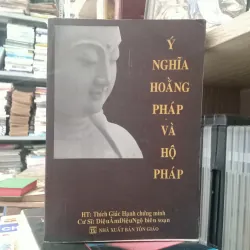 Ý
NGHĨA
HOẰNG
PHÁP
VÀ
HỘ
PHÁP
HT: Thích Giác Hạnh chứng minh
Cư Sĩ: DiệuÂmDiệuNgộ biên soạn
NHÀ XUẤT BẢN TÔN GIÁO